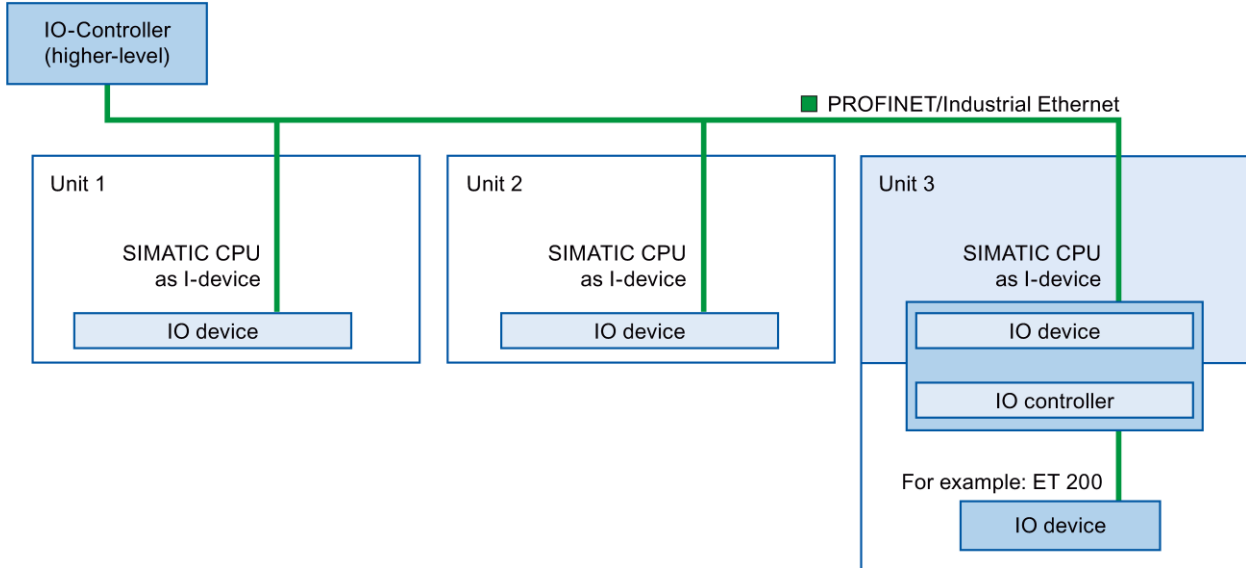 IO-Controller
(higher-level)
PROFINET/Industrial Ethernet
Unit 1
SIMATIC CPU
as I-device
IO device
Unit 2
SIMATIC CPU
as I-device
IO device
Unit 3
SIMATIC CPU
as I-device
IO device
IO controller
For example: ET 200
IO device